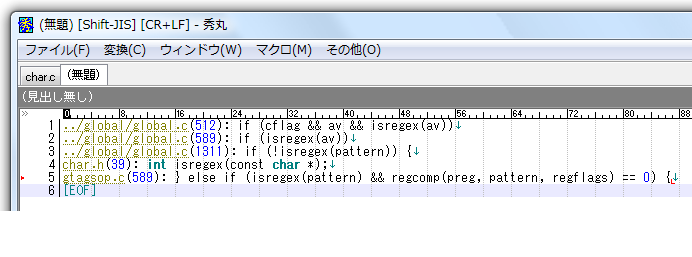 (無題) [Shift-JIS] [CR+LF] - 秀丸
ファイル(F) 変換(C) ウィンドウ(W) マクロ(M) その他(O)
char.c (無題)
(見出し無し)
0 8 16 24 32 40 48 56 64 72 80 88
1 ../global/global.c(512): if (cflag && av && isregex(av))↓
2 ../global/global.c(589): if (isregex(av))↓
3 ../global/global.c(1311): if (!isregex(pattern)) {↓
4 char.h(39): int isregex(const char *);↓
5 gtagsop.c(589): } else if (isregex(pattern) && regcomp(preg, pattern, regflags) == 0) {↓
6 [EOF]